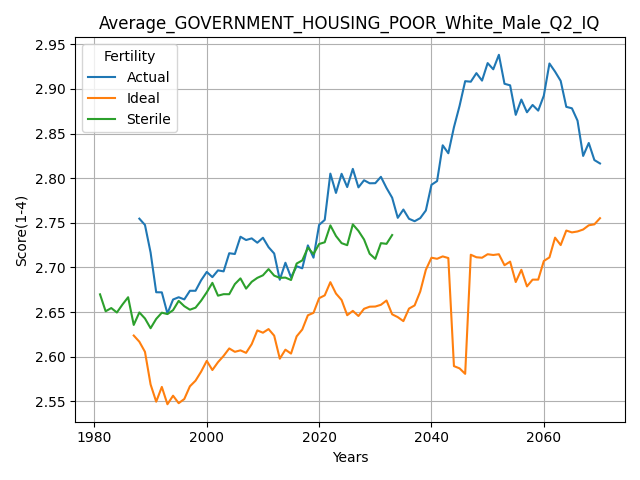 Average_GOVERNMENT_HOUSING_POOR_White_Male_Q2_IQ
Fertility
Actual
Ideal
Sterile
Score(1-4)
2.95
2.90
2.85
2.80
2.75
2.70
2.65
2.60
2.55
1980 2000 2020 2040 2060
Years